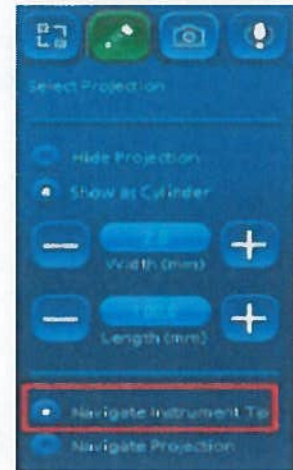 Select Projection
Hide Projection
Show as Cylinder
Width (mm)
Length (mm)
Navigate Instrument Tip
Navigate Projection